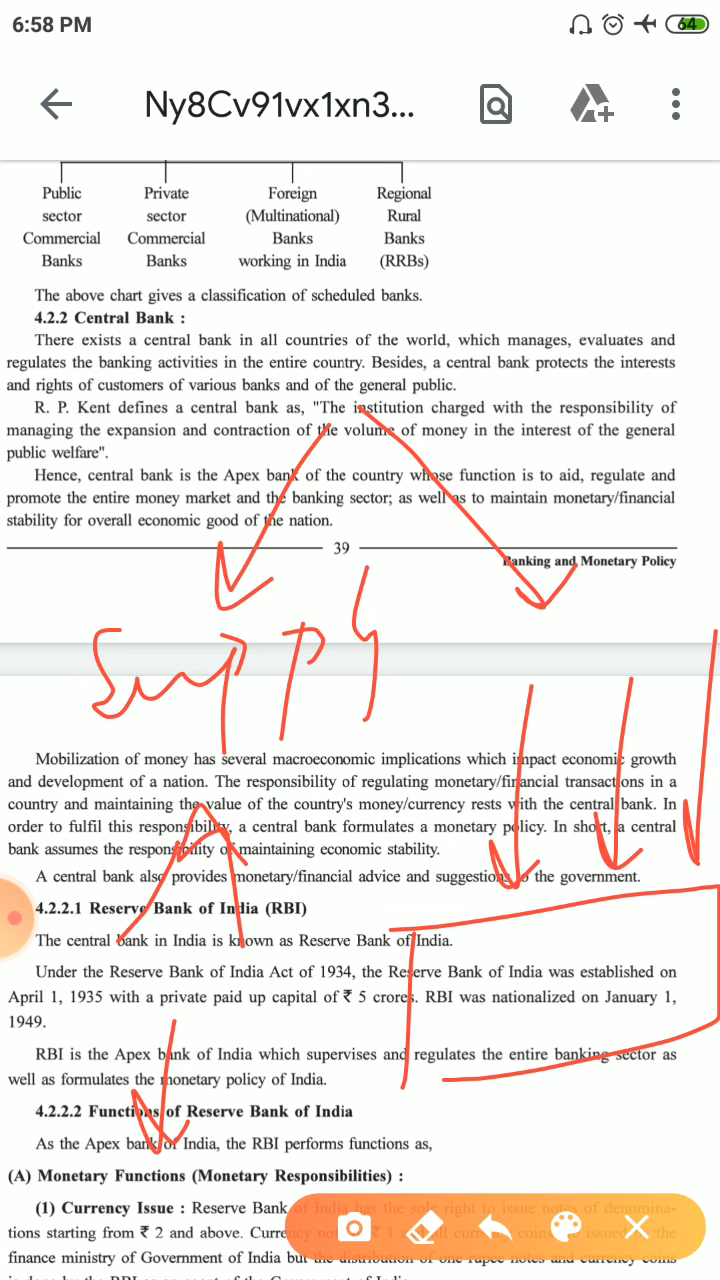 6:58 PM
64
Ny8Cv91vx1xn3...
Public sector Commercial Banks
Private sector Commercial Banks
Foreign (Multinational) Banks working in India
Regional Rural Banks (RRBs)
The above chart gives a classification of scheduled banks.
4.2.2 Central Bank :
There exists a central bank in all countries of the world, which manages, evaluates and
regulates the banking activities in the entire country. Besides, a central bank protects the interests
and rights of customers of various banks and of the general public.
R. P. Kent defines a central bank as, "The institution charged with the responsibility of
managing the expansion and contraction of the volume of money in the interest of the general
public welfare".
Hence, central bank is the Apex bank of the country whose function is to aid, regulate and
promote the entire money market and the banking sector; as well as to maintain monetary/financial
stability for overall economic good of the nation.
39
Banking and Monetary Policy
Mobilization of money has several macroeconomic implications which impact economic growth
and development of a nation. The responsibility of regulating monetary/financial transactions in a
country and maintaining the value of the country's money/currency rests with the central bank. In
order to fulfil this responsibility, a central bank formulates a monetary policy. In short, a central
bank assumes the responsibility of maintaining economic stability.
A central bank also provides monetary/financial advice and suggestions to the government.
4.2.2.1 Reserve Bank of India (RBI)
The central bank in India is known as Reserve Bank of India.
Under the Reserve Bank of India Act of 1934, the Reserve Bank of India was established on
April 1, 1935 with a private paid up capital of ₹ 5 crores. RBI was nationalized on January 1,
1949.
RBI is the Apex bank of India which supervises and regulates the entire banking sector as
well as formulates the monetary policy of India.
4.2.2.2 Functions of Reserve Bank of India
As the Apex bank of India, the RBI performs functions as,
(A) Monetary Functions (Monetary Responsibilities) :
(1) Currency Issue : Reserve Bank of India has the sole right to issue notes of denomina-
tions starting from ₹ 2 and above. Currency
finance ministry of Government of India but the distribution of one rupee notes and currency coins